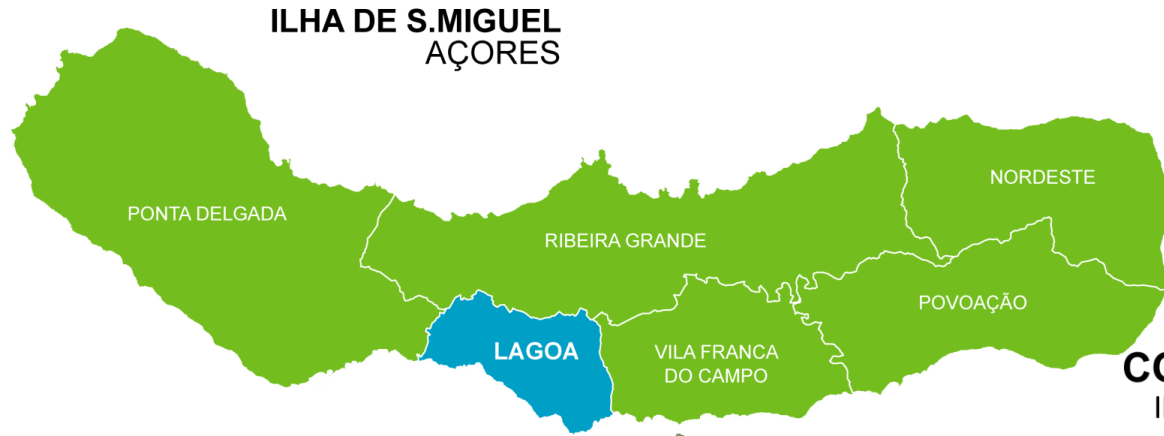 ILHA DE S.MIGUEL
AÇORES
NORDESTE
PONTA DELGADA
RIBEIRA GRANDE
POVOAÇÃO
LAGOA
VILA FRANCA
DO CAMPO